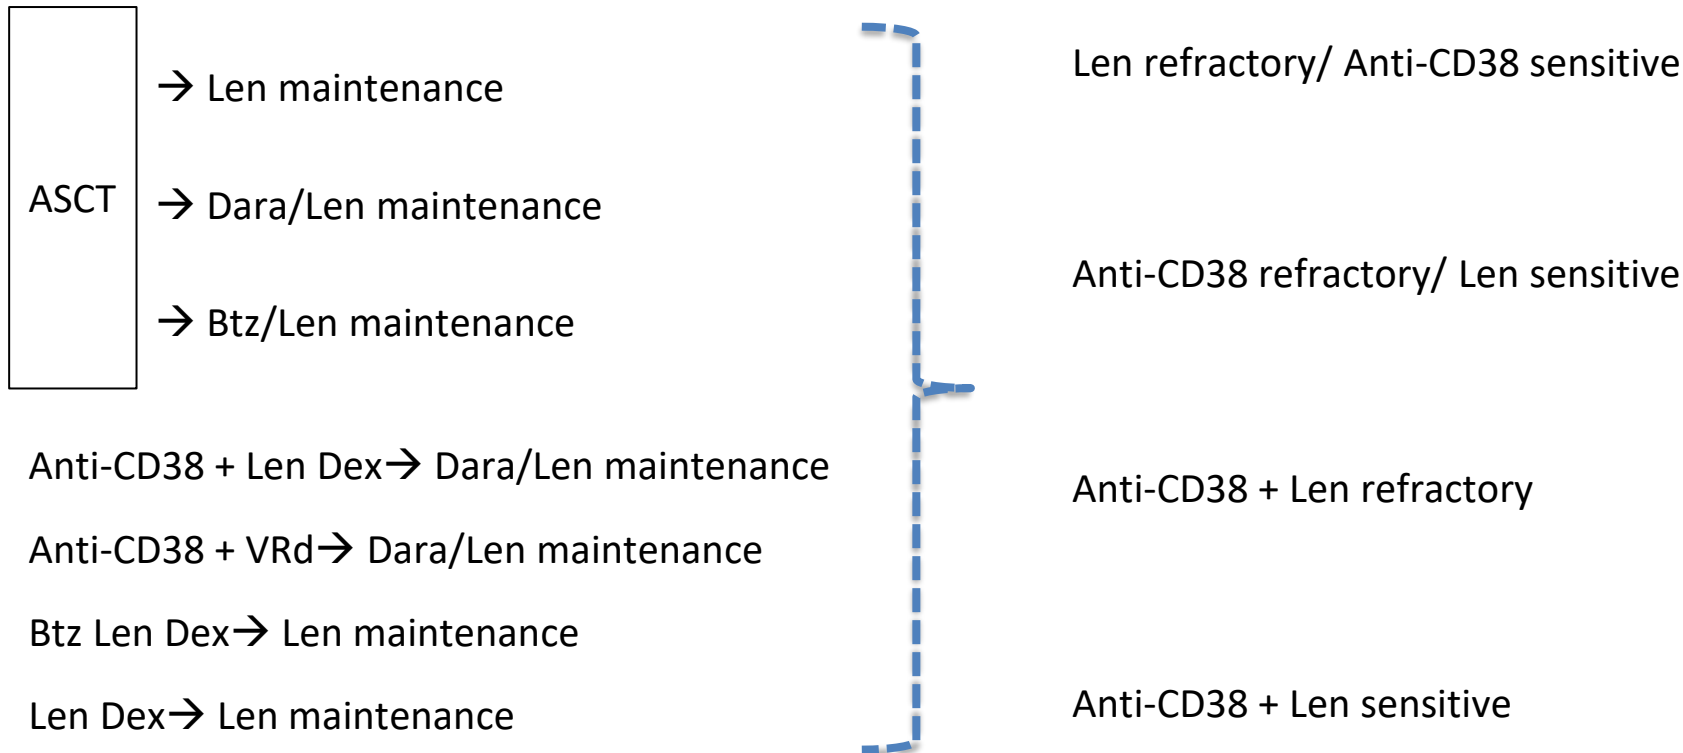 ASCT
→ Len maintenance
→ Dara/Len maintenance
→ Btz/Len maintenance
Anti-CD38 + Len Dex→ Dara/Len maintenance
Anti-CD38 + VRd→ Dara/Len maintenance
Btz Len Dex→ Len maintenance
Len Dex→ Len maintenance
Len refractory/ Anti-CD38 sensitive
Anti-CD38 refractory/ Len sensitive
Anti-CD38 + Len refractory
Anti-CD38 + Len sensitive